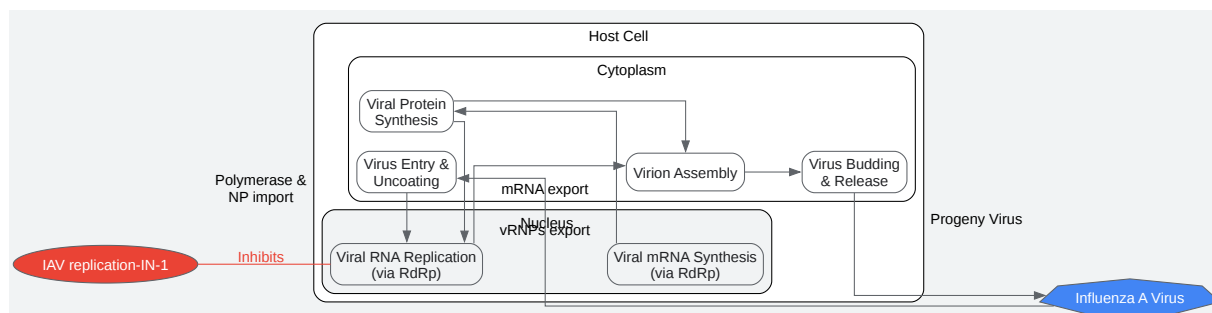 Host Cell
Cytoplasm
Viral Protein
Synthesis
Virus Entry &
Uncoating
Virion Assembly
Virus Budding
& Release
mRNA export
Polymerase &
NP import
Nucleus
vRNPs export
Progeny Virus
IAV replication-IN-1
Inhibits
Viral RNA Replication
(via RdRp)
Viral mRNA Synthesis
(via RdRp)
Influenza A Virus